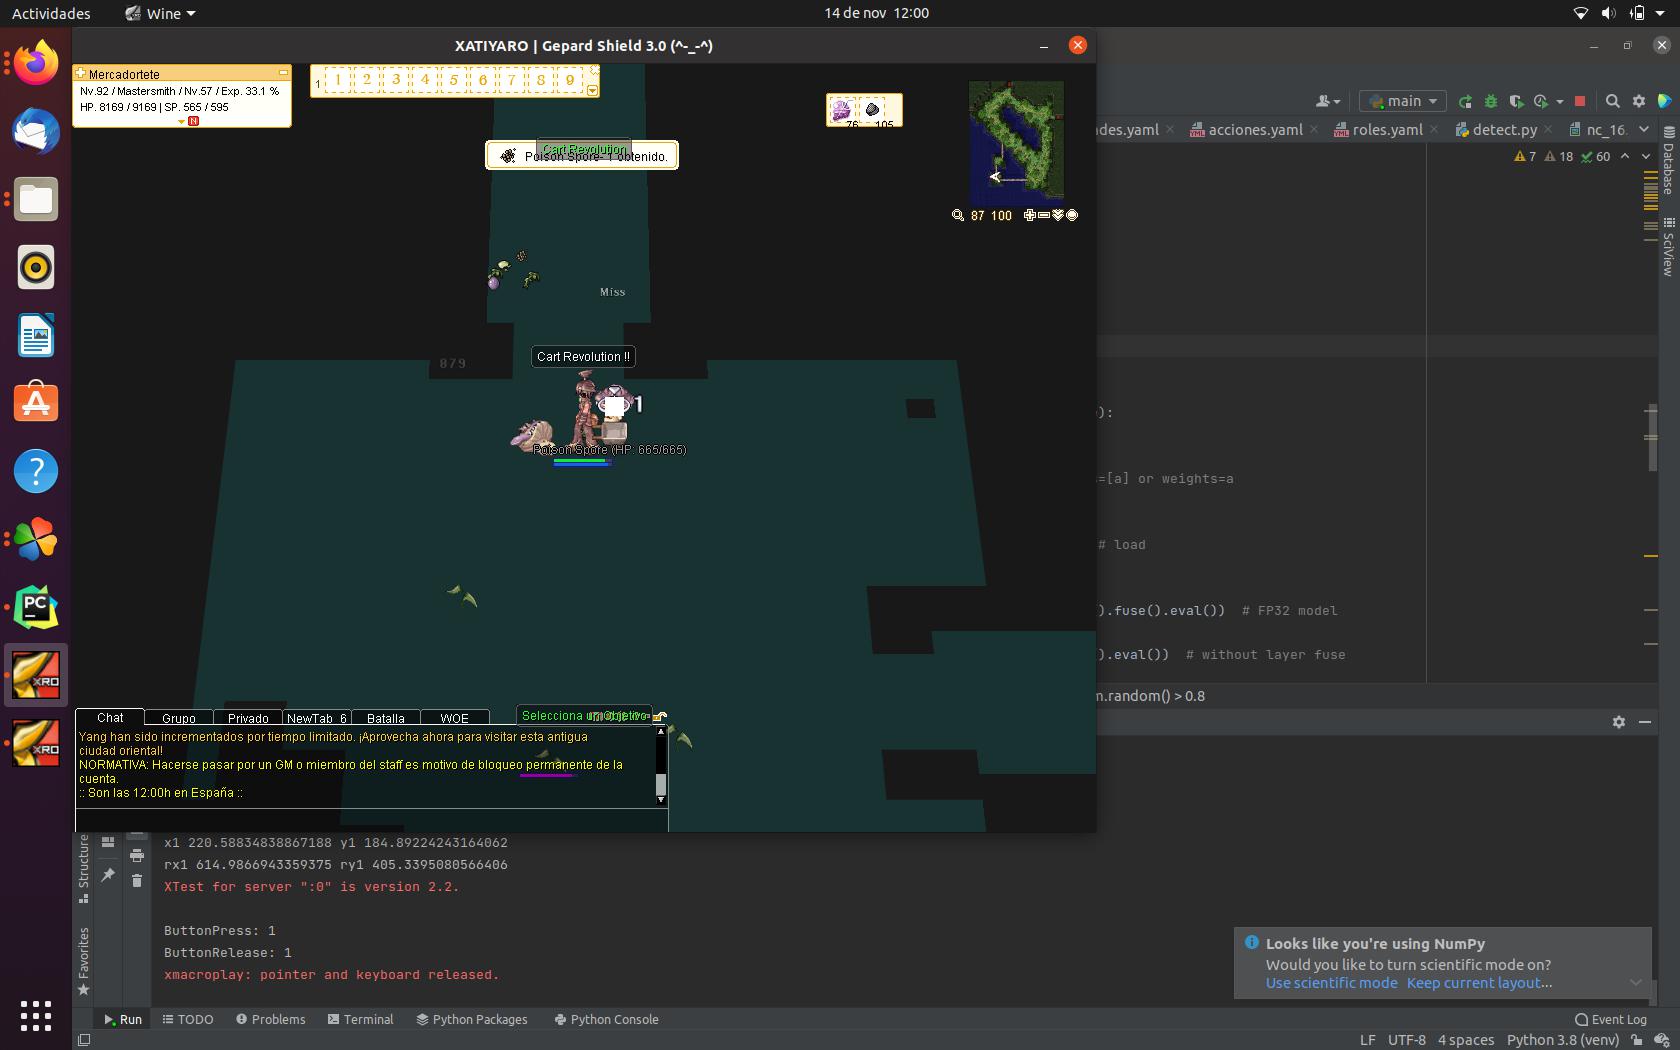 Actividades
Wine
14 de nov 12:00
XATIYARO | Gepard Shield 3.0 (^-_-^)
Mercadortete
Nv.92 / Mastersmith / Nv.57 / Exp. 33.1 %
HP. 8169 / 9169 | SP. 565 / 595
N
1 1 2 3 4 5 6 7 8 9
76 105
87 100
Cart Revolution
Poison Spore- 1 obtenido.
Miss
879
Cart Revolution !!
1
Poison Spore (HP: 665/665)
Chat Grupo Privado NewTab_6 Batalla WOE
Selecciona un objetivo
Yang han sido incrementados por tiempo limitado. ¡Aprovecha ahora para visitar esta antigua
ciudad oriental!
NORMATIVA: Hacerse pasar por un GM o miembro del staff es motivo de bloqueo permanente de la
cuenta.
:: Son las 12:00h en España ::
main
ades.yaml acciones.yaml roles.yaml detect.py nc_16.
7 18 60
Database
SciView
):
s=[a] or weights=a
# load
).fuse().eval()) # FP32 model
).eval()) # without layer fuse
m.random() > 0.8
PC
XRO
XRO
Structure
Favorites
x1 220.58834838867188 y1 184.89224243164062
rx1 614.9866943359375 ry1 405.3395080566406
XTest for server ":0" is version 2.2.
ButtonPress: 1
ButtonRelease: 1
xmacroplay: pointer and keyboard released.
Looks like you're using NumPy
Would you like to turn scientific mode on?
Use scientific mode Keep current layout...
Run TODO Problems Terminal Python Packages Python Console
Event Log
LF UTF-8 4 spaces Python 3.8 (venv)